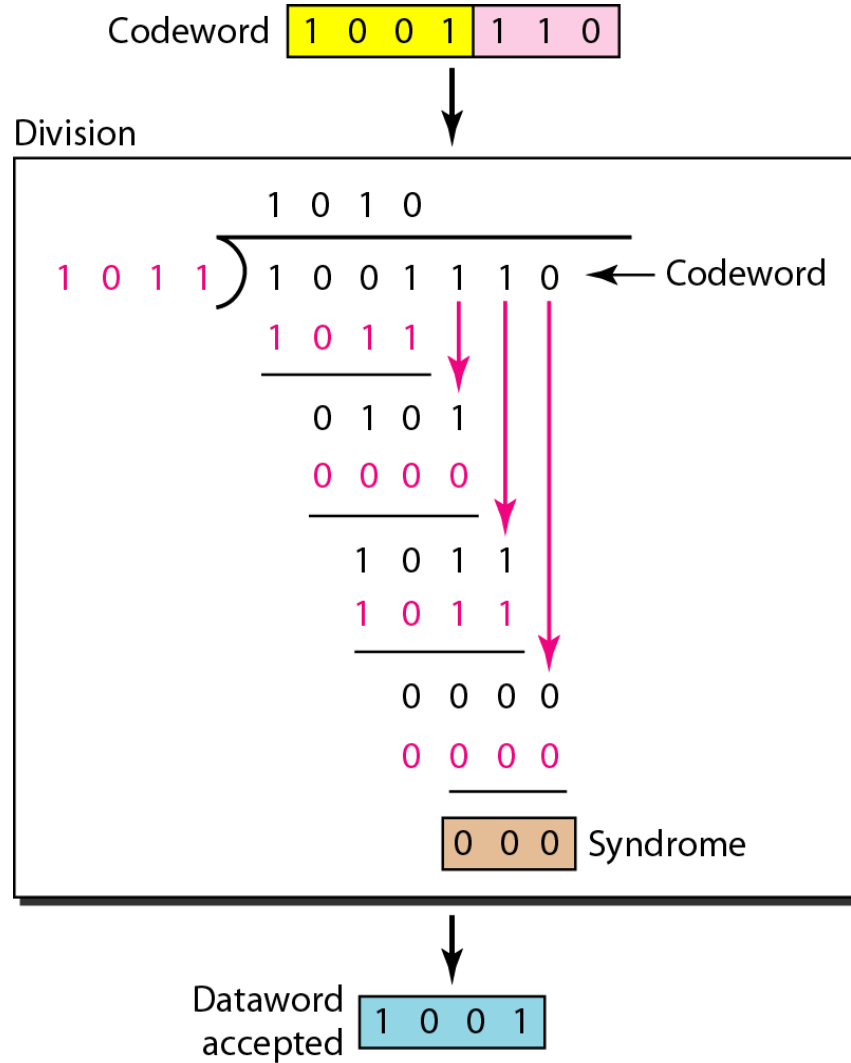 Codeword 1 0 0 1 1 1 0
Division
1 0 1 0
1 0 1 1 1 0 0 1 1 1 0 Codeword
1 0 1 1
0 1 0 1
0 0 0 0
1 0 1 1
1 0 1 1
0 0 0 0
0 0 0 0
0 0 0 Syndrome
Dataword
accepted
1 0 0 1